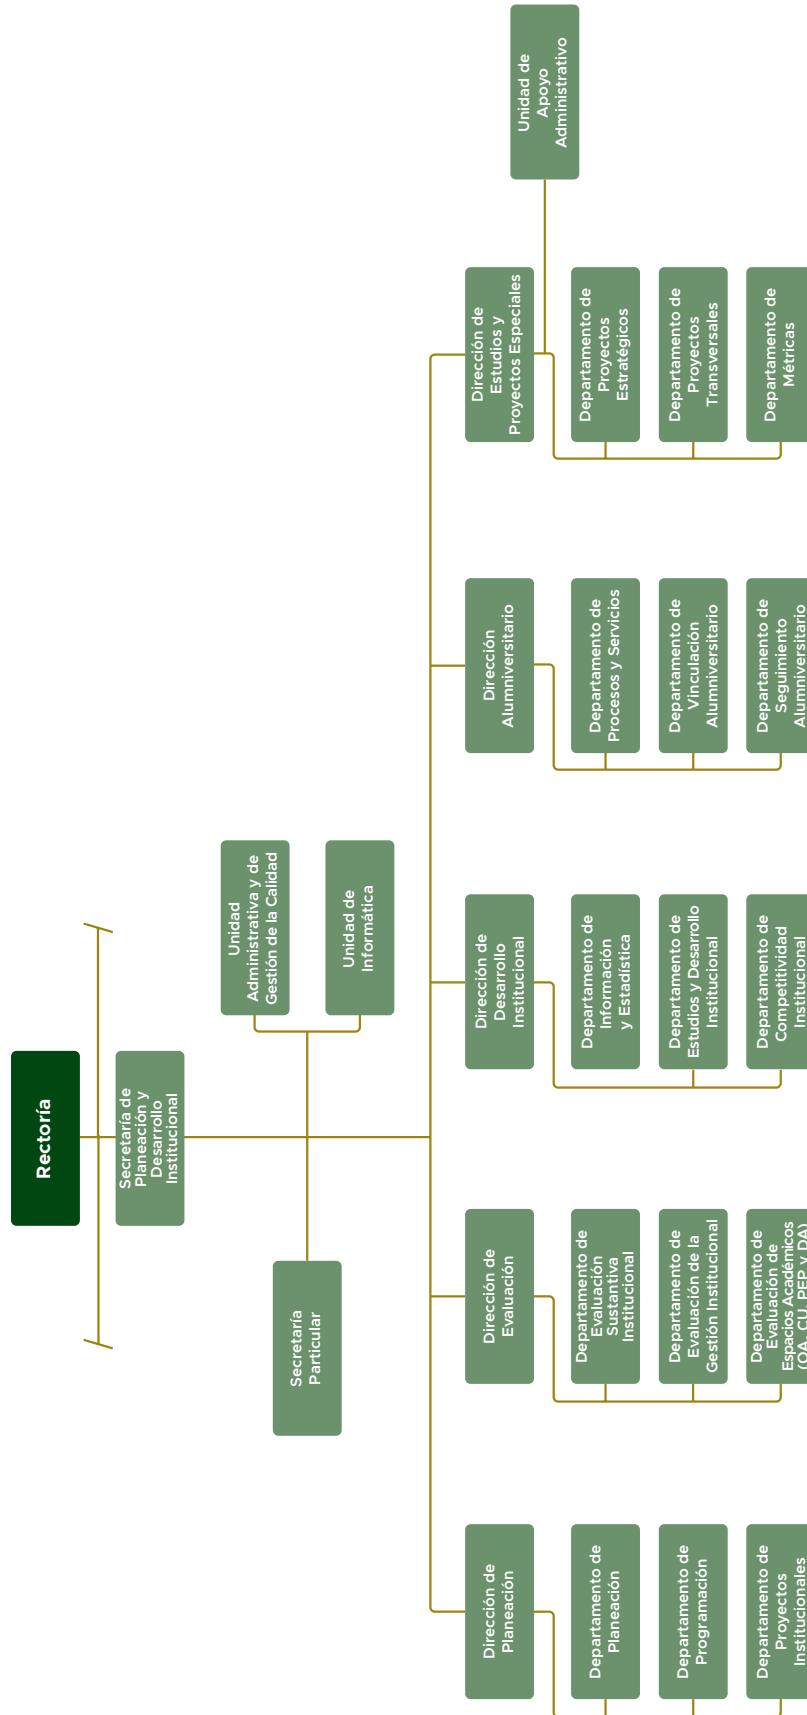 Rectoría
Secretaría de
Planeación y
Desarrollo
Institucional
Secretaría
Particular
Unidad
Administrativa y de
Gestión de la Calidad
Unidad de
Informática
Dirección de
Planeación
Departamento de
Planeación
Departamento de
Programación
Departamento de
Proyectos
Institucionales
Dirección de
Evaluación
Departamento de
Evaluación
Sustantiva
Institucional
Departamento de
Evaluación de la
Gestión Institucional
Departamento de
Evaluación de
Espacios Académicos
(OA, CU, PEP y DA)
Dirección de
Desarrollo
Institucional
Departamento de
Información
y Estadística
Departamento de
Estudios y Desarrollo
Institucional
Departamento de
Competitividad
Institucional
Dirección
Alumniversitario
Departamento de
Procesos y Servicios
Departamento de
Vinculación
Alumniversitario
Departamento de
Seguimiento
Alumniversitario
Dirección de
Estudios y
Proyectos Especiales
Departamento de
Proyectos
Estratégicos
Departamento de
Proyectos
Transversales
Departamento de
Métricas
Unidad de
Apoyo
Administrativo